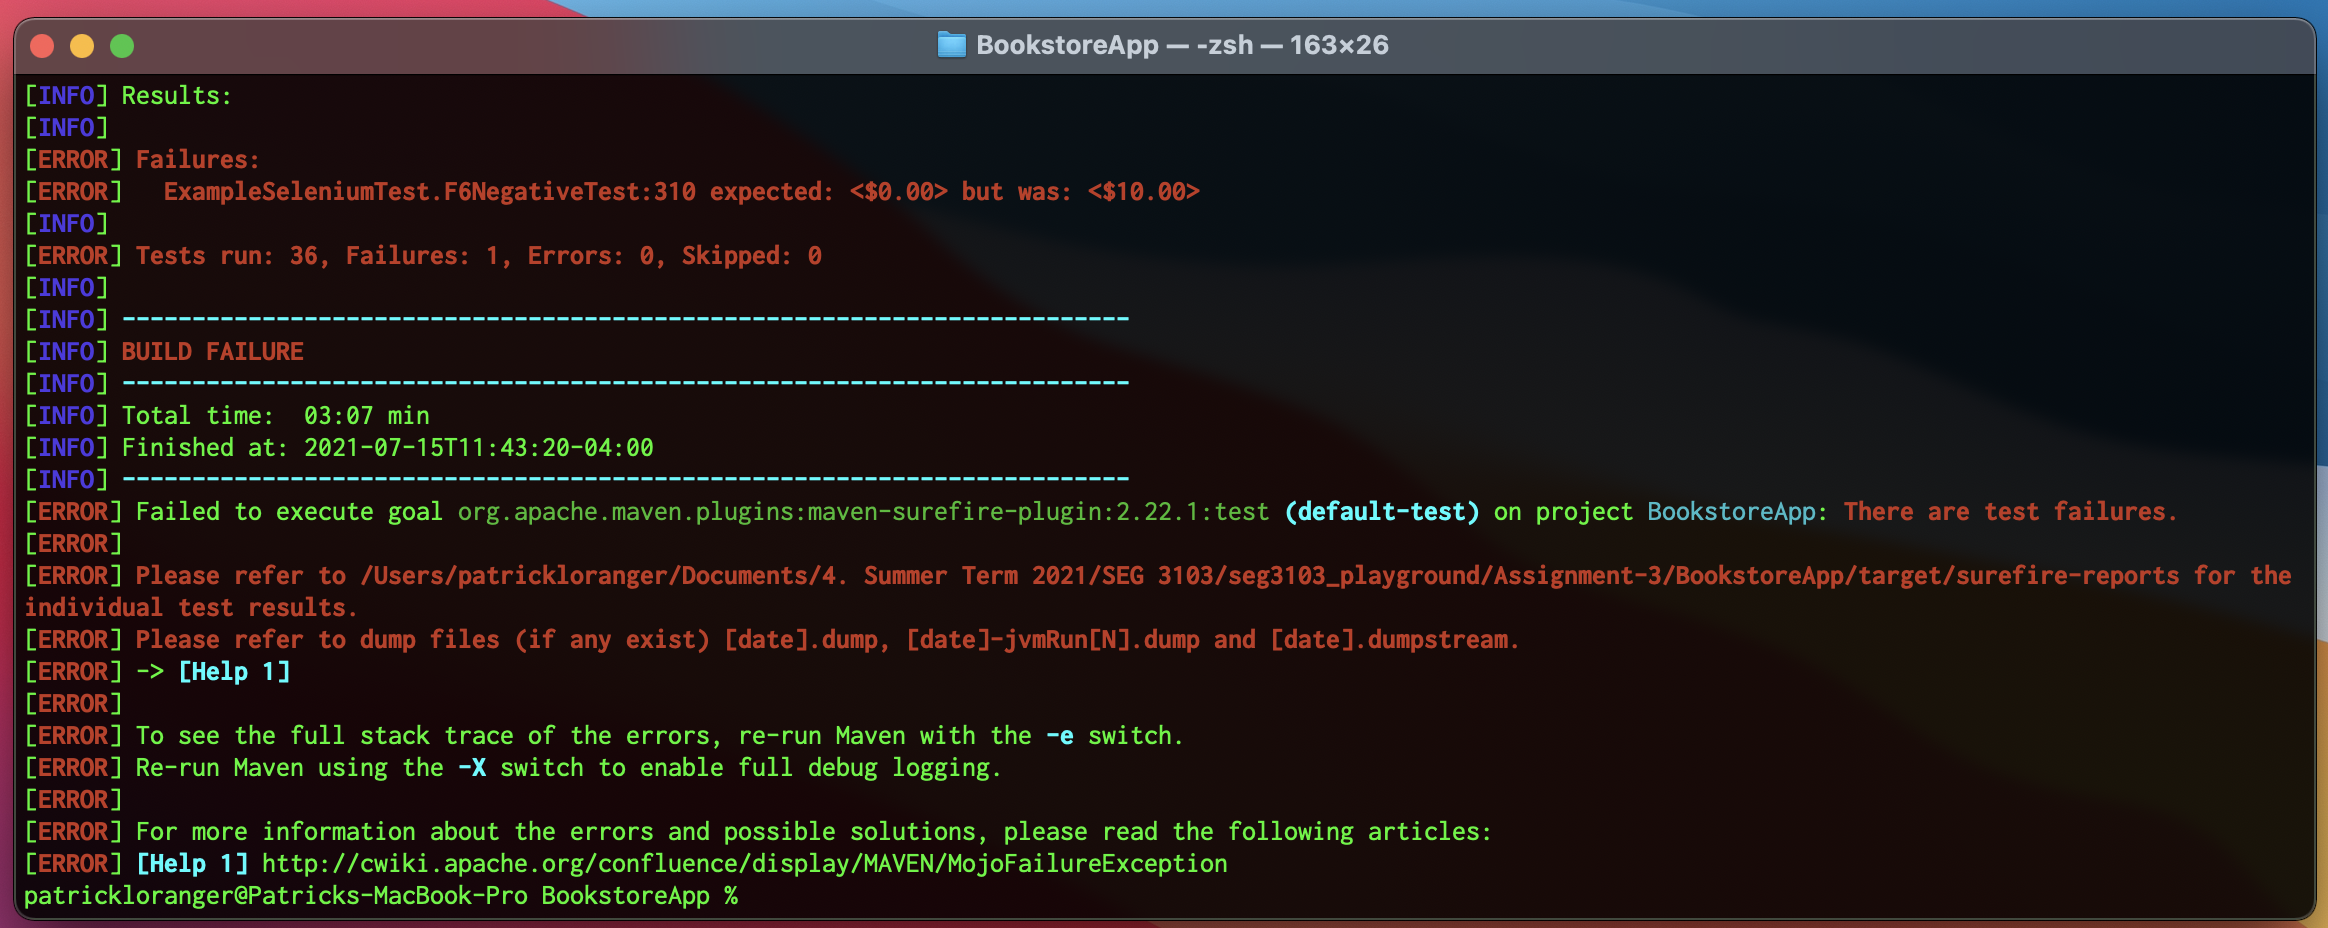 BookstoreApp — -zsh — 163×26
[INFO] Results:
[INFO]
[ERROR] Failures:
[ERROR]   ExampleSeleniumTest.F6NegativeTest:310 expected: <$0.00> but was: <$10.00>
[INFO]
[ERROR] Tests run: 36, Failures: 1, Errors: 0, Skipped: 0
[INFO]
[INFO] ------------------------------------------------------------------------
[INFO] BUILD FAILURE
[INFO] ------------------------------------------------------------------------
[INFO] Total time:  03:07 min
[INFO] Finished at: 2021-07-15T11:43:20-04:00
[INFO] ------------------------------------------------------------------------
[ERROR] Failed to execute goal org.apache.maven.plugins:maven-surefire-plugin:2.22.1:test (default-test) on project BookstoreApp: There are test failures.
[ERROR]
[ERROR] Please refer to /Users/patrickloranger/Documents/4. Summer Term 2021/SEG 3103/seg3103_playground/Assignment-3/BookstoreApp/target/surefire-reports for the
individual test results.
[ERROR] Please refer to dump files (if any exist) [date].dump, [date]-jvmRun[N].dump and [date].dumpstream.
[ERROR] -> [Help 1]
[ERROR]
[ERROR] To see the full stack trace of the errors, re-run Maven with the -e switch.
[ERROR] Re-run Maven using the -X switch to enable full debug logging.
[ERROR]
[ERROR] For more information about the errors and possible solutions, please read the following articles:
[ERROR] [Help 1] http://cwiki.apache.org/confluence/display/MAVEN/MojoFailureException
patrickloranger@Patricks-MacBook-Pro BookstoreApp %